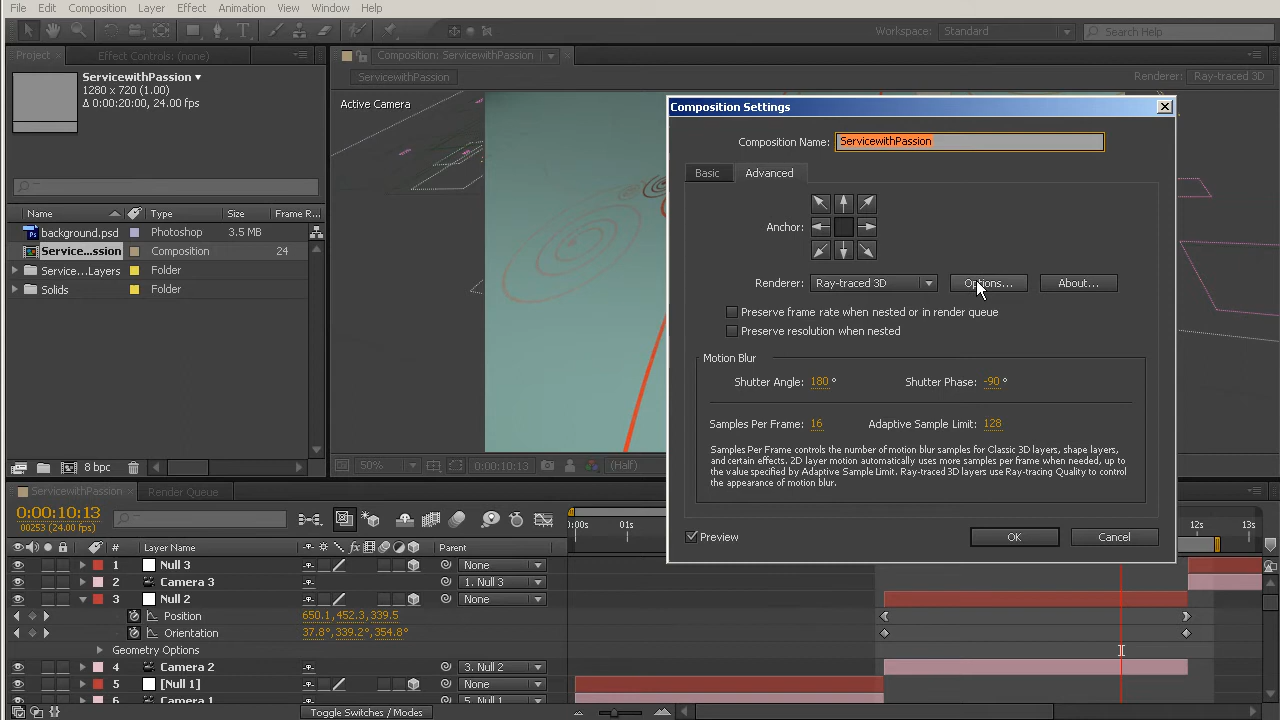 File Edit Composition Layer Effect Animation View Window Help
Workspace: Standard Search Help
Project Effect Controls: (none) Composition: ServicewithPassion
ServicewithPassion
1280 x 720 (1.00)
Δ 0:00:20:00, 24.00 fps
ServicewithPassion Renderer: Ray-traced 3D
Active Camera
Name Type Size Frame R...
background.psd Photoshop 3.5 MB
Service...ssion Composition 24
Service...Layers Folder
Solids Folder
8 bpc
50% 0:00:10:13 (Half)
Composition Settings
Composition Name: ServicewithPassion
Basic Advanced
Anchor:
Renderer: Ray-traced 3D Options... About...
Preserve frame rate when nested or in render queue
Preserve resolution when nested
Motion Blur
Shutter Angle: 180 ° Shutter Phase: -90 °
Samples Per Frame: 16 Adaptive Sample Limit: 128
Samples Per Frame controls the number of motion blur samples for Classic 3D layers, shape layers,
and certain effects. 2D layer motion automatically uses more samples per frame when needed, up to
the value specified by Adaptive Sample Limit. Ray-traced 3D layers use Ray-tracing Quality to control
the appearance of motion blur.
Preview OK Cancel
ServicewithPassion Render Queue
0:00:10:13
00253 (24.00 fps)
:00s 01s 12s 13s
# Layer Name Parent
1 Null 3 None
2 Camera 3 1. Null 3
3 Null 2 None
Position 650.1,452.3,339.5
Orientation 37.8°,339.2°,354.8°
Geometry Options
4 Camera 2 3. Null 2
5 [Null 1] None
6 Camera 1 5. Null 1
Toggle Switches / Modes